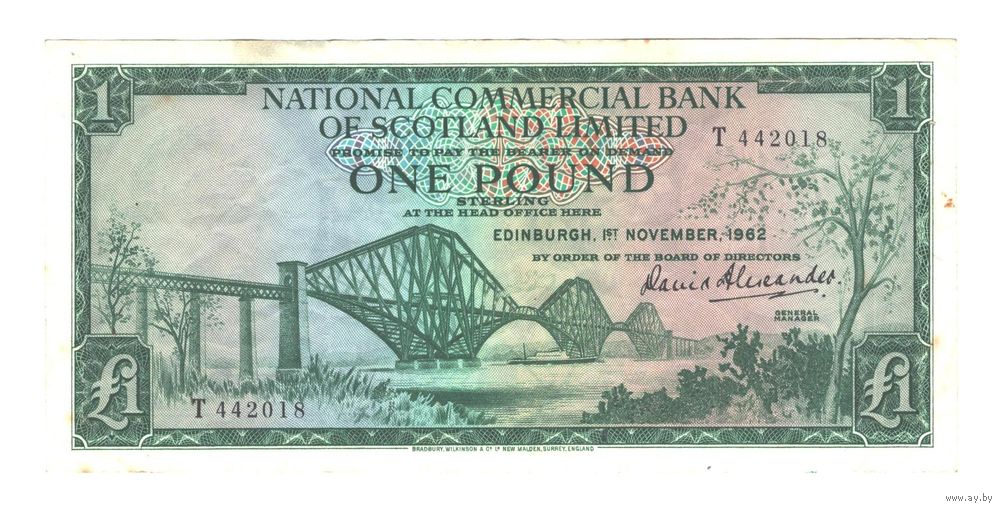 1
NATIONAL COMMERCIAL BANK
1
OF SCOTLAND LIMITED
T 442018
PROMISE TO PAY THE BEARER ON DEMAND
ONE POUND
STERLING
AT THE HEAD OFFICE HERE
EDINBURGH, 1ST NOVEMBER, 1962
BY ORDER OF THE BOARD OF DIRECTORS
David Alexander.
GENERAL
MANAGER
£1
£1
T 442018
BRADBURY, WILKINSON & Co Ld NEW MALDEN, SURREY, ENGLAND
www.ay.by